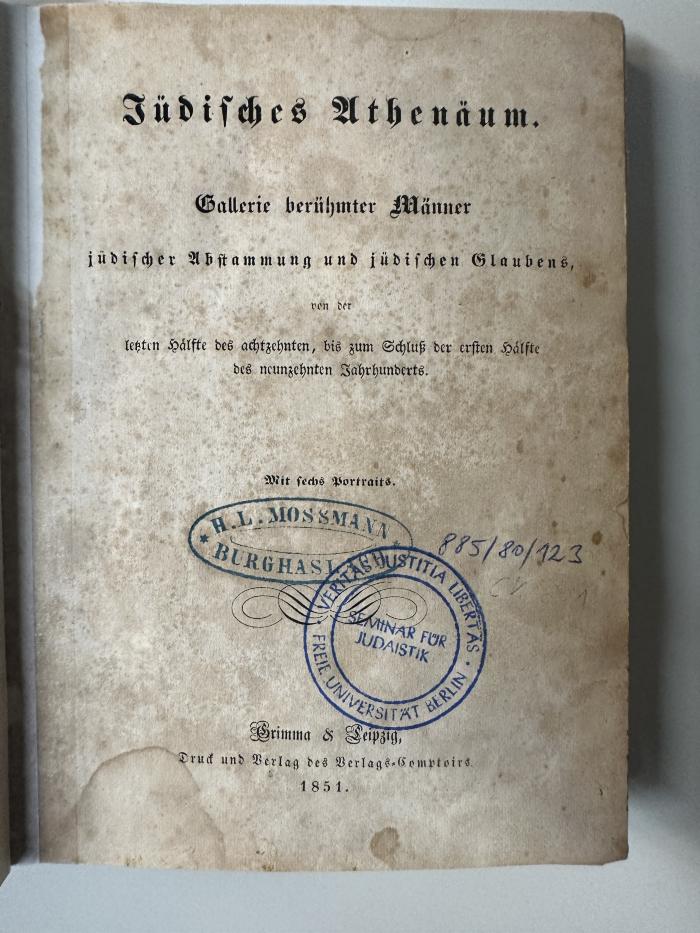 Jüdisches Athenäum.
Gallerie berühmter Männer
jüdischer Abstammung und jüdischen Glaubens,
von der
letzten Hälfte des achtzehnten, bis zum Schluß der ersten Hälfte
des neunzehnten Jahrhunderts.
Mit sechs Portraits.
* H. L. MOSSMANN *
885/80/123
VERITAS JUSTITIA LIBERTAS
SEMINAR FÜR
JUDAISTIK
FREIE UNIVERSITÄT BERLIN
Grimma & Leipzig,
Druck und Verlag des Verlags-Comptoirs
1851.